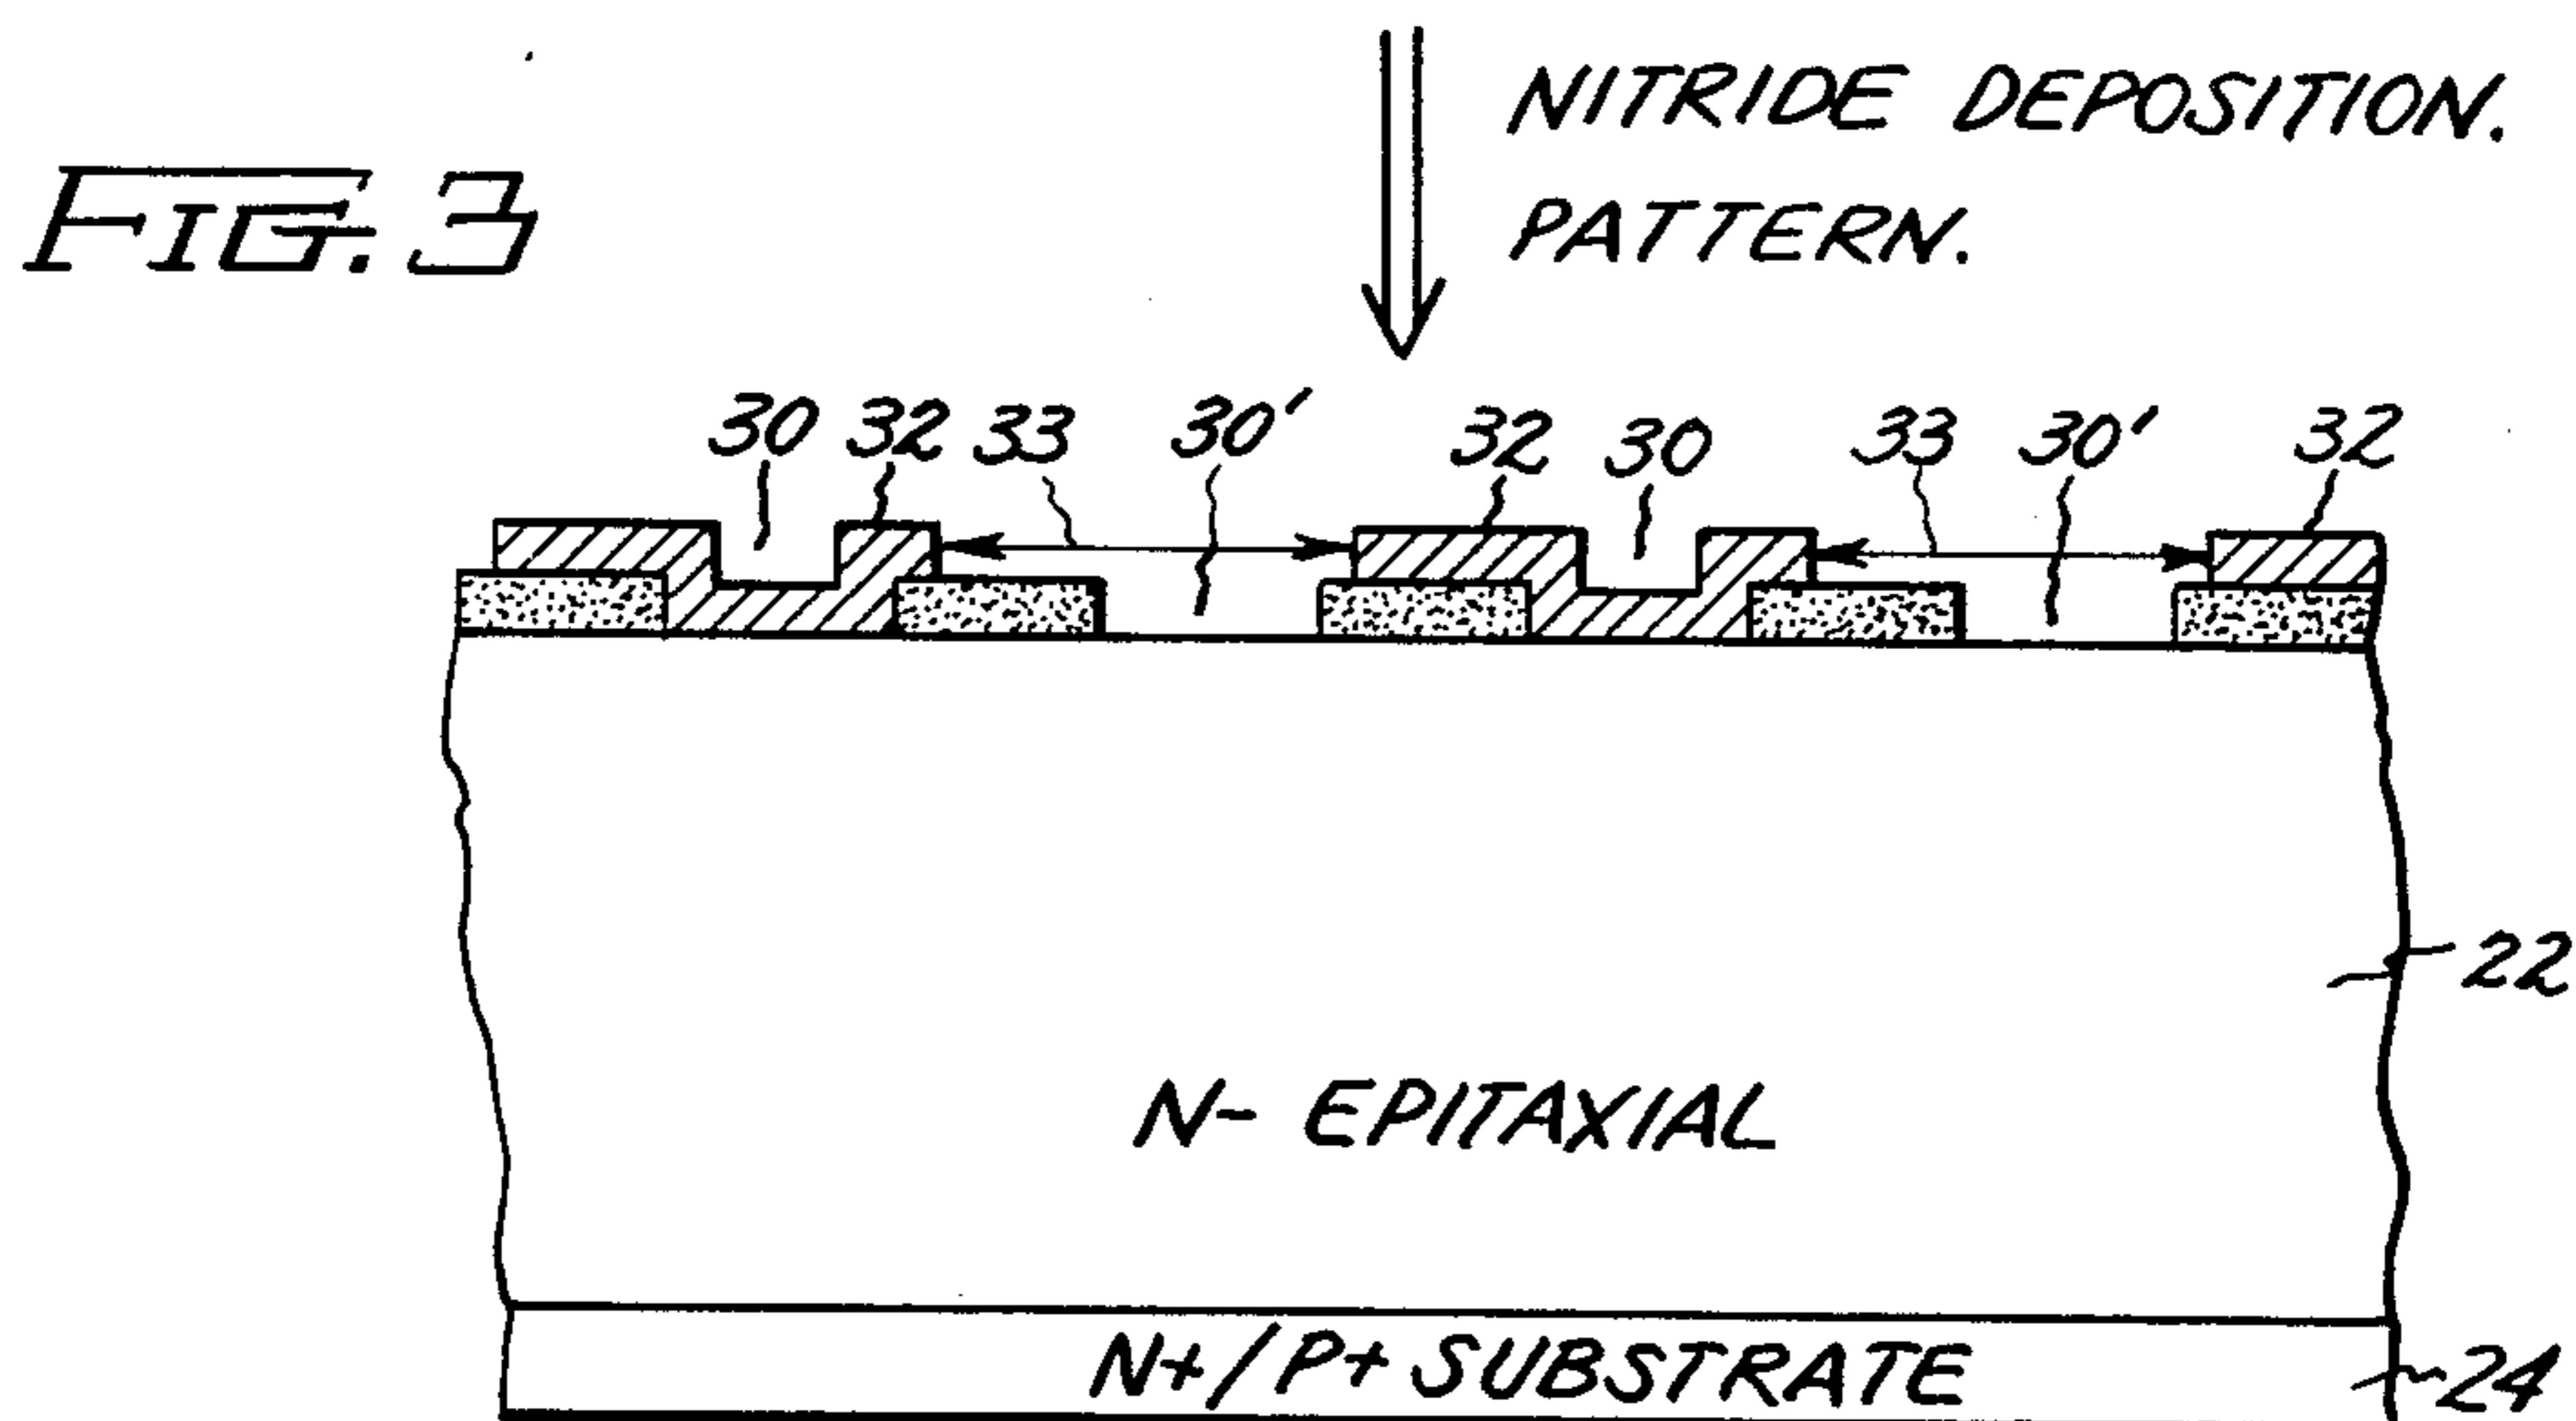 NITRIDE DEPOSITION.
PATTERN.
FIG. 3
30 32 33 30' 32 30 33 30' 32
22
N- EPITAXIAL
N+/P+ SUBSTRATE
24